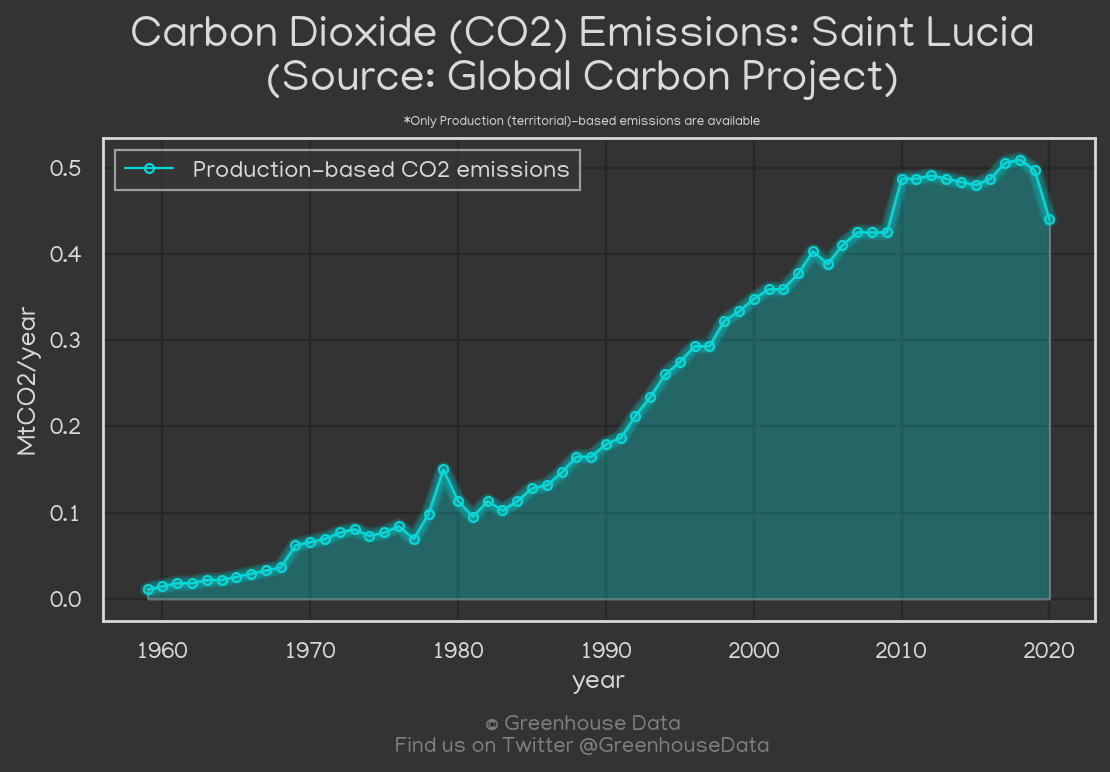 Carbon Dioxide (CO2) Emissions: Saint Lucia
(Source: Global Carbon Project)
*Only Production (territorial)-based emissions are available
Production-based CO2 emissions
MtCO2/year
0.5
0.4
0.3
0.2
0.1
0.0
1960 1970 1980 1990 2000 2010 2020
year
© Greenhouse Data
Find us on Twitter @GreenhouseData